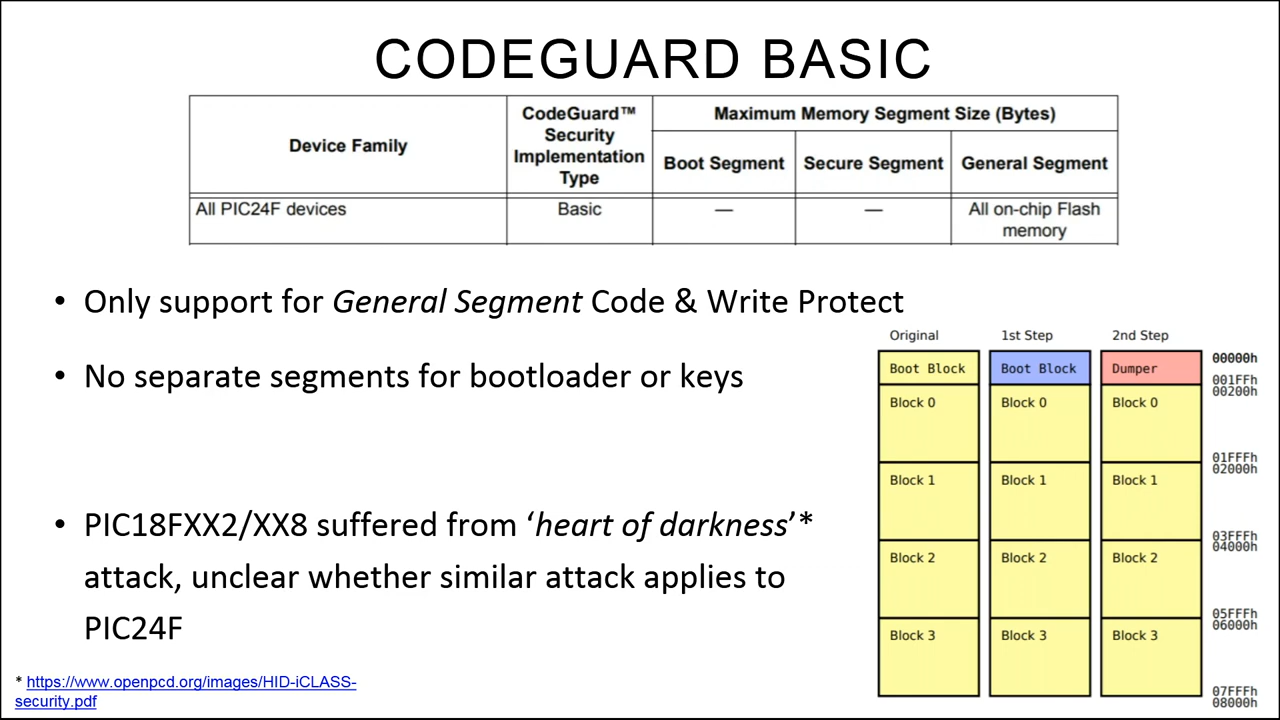 CODEGUARD BASIC
Device Family
CodeGuard™
Security
Implementation
Type
Maximum Memory Segment Size (Bytes)
Boot Segment
Secure Segment
General Segment
All PIC24F devices
Basic
—
—
All on-chip Flash
memory
• Only support for General Segment Code & Write Protect
• No separate segments for bootloader or keys
• PIC18FXX2/XX8 suffered from ‘heart of darkness’*
attack, unclear whether similar attack applies to
PIC24F
* https://www.openpcd.org/images/HID-iCLASS-
security.pdf
Original
1st Step
2nd Step
Boot Block
Boot Block
Dumper
00000h
001FFh
00200h
Block 0
Block 0
Block 0
01FFFh
02000h
Block 1
Block 1
Block 1
03FFFh
04000h
Block 2
Block 2
Block 2
05FFFh
06000h
Block 3
Block 3
Block 3
07FFFh
08000h